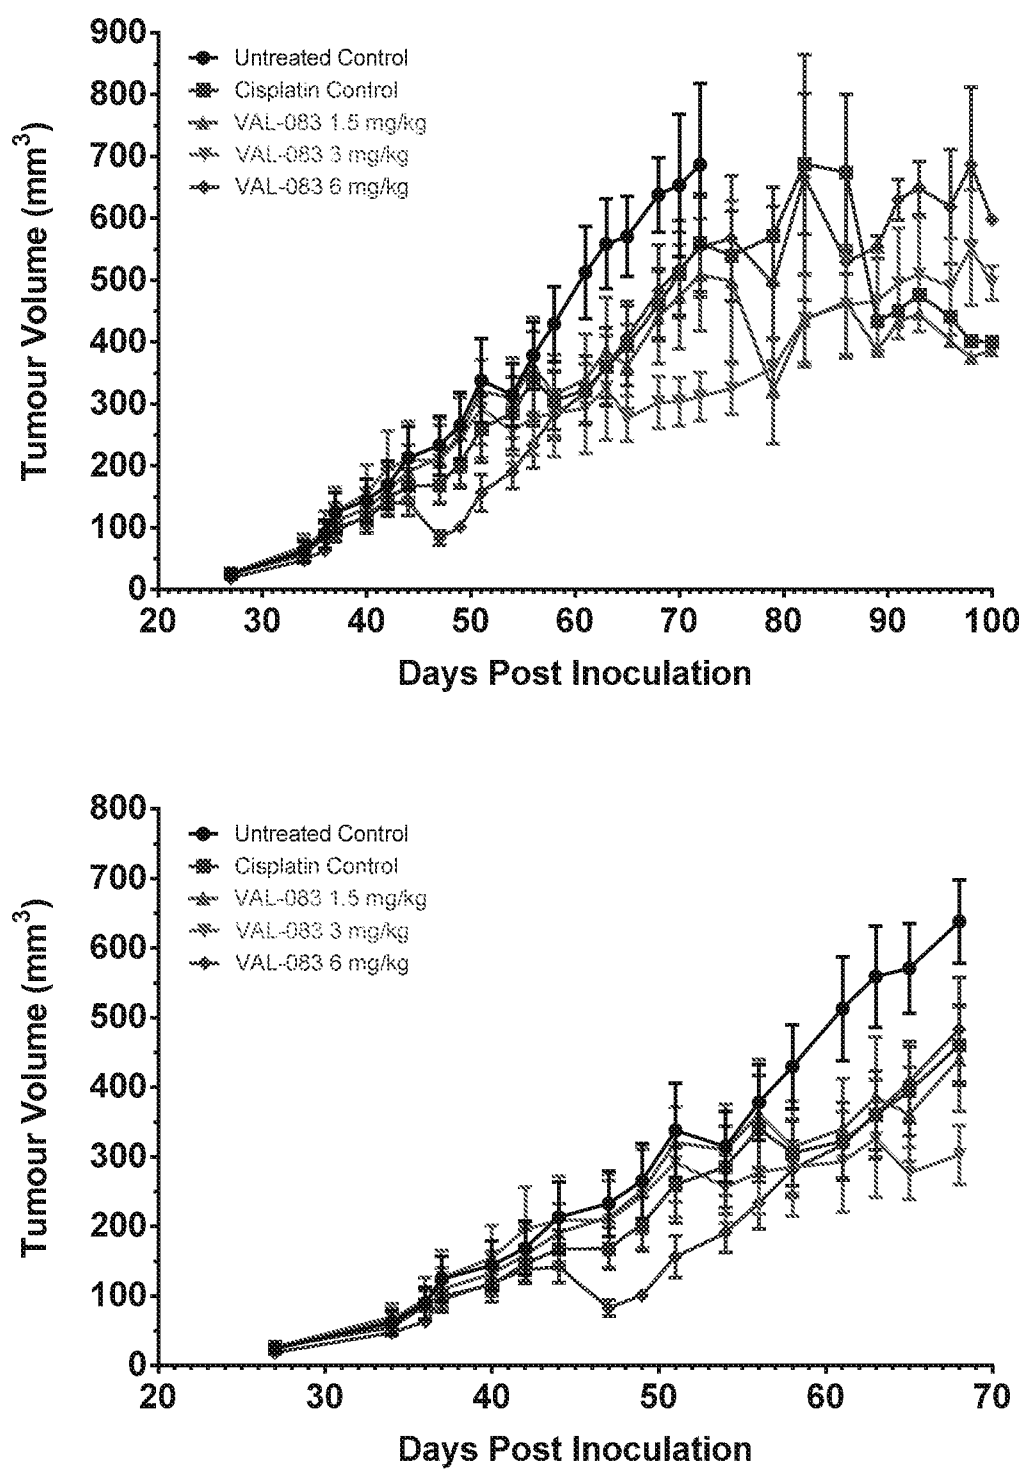 900
800
700
600
500
400
300
200
100
0
Tumour Volume (mm³)
Untreated Control
Cisplatin Control
VAL-083 1.5 mg/kg
VAL-083 3 mg/kg
VAL-083 6 mg/kg
20 30 40 50 60 70 80 90 100
Days Post Inoculation
800
700
600
500
400
300
200
100
0
Tumour Volume (mm³)
Untreated Control
Cisplatin Control
VAL-083 1.5 mg/kg
VAL-083 3 mg/kg
VAL-083 6 mg/kg
20 30 40 50 60 70
Days Post Inoculation